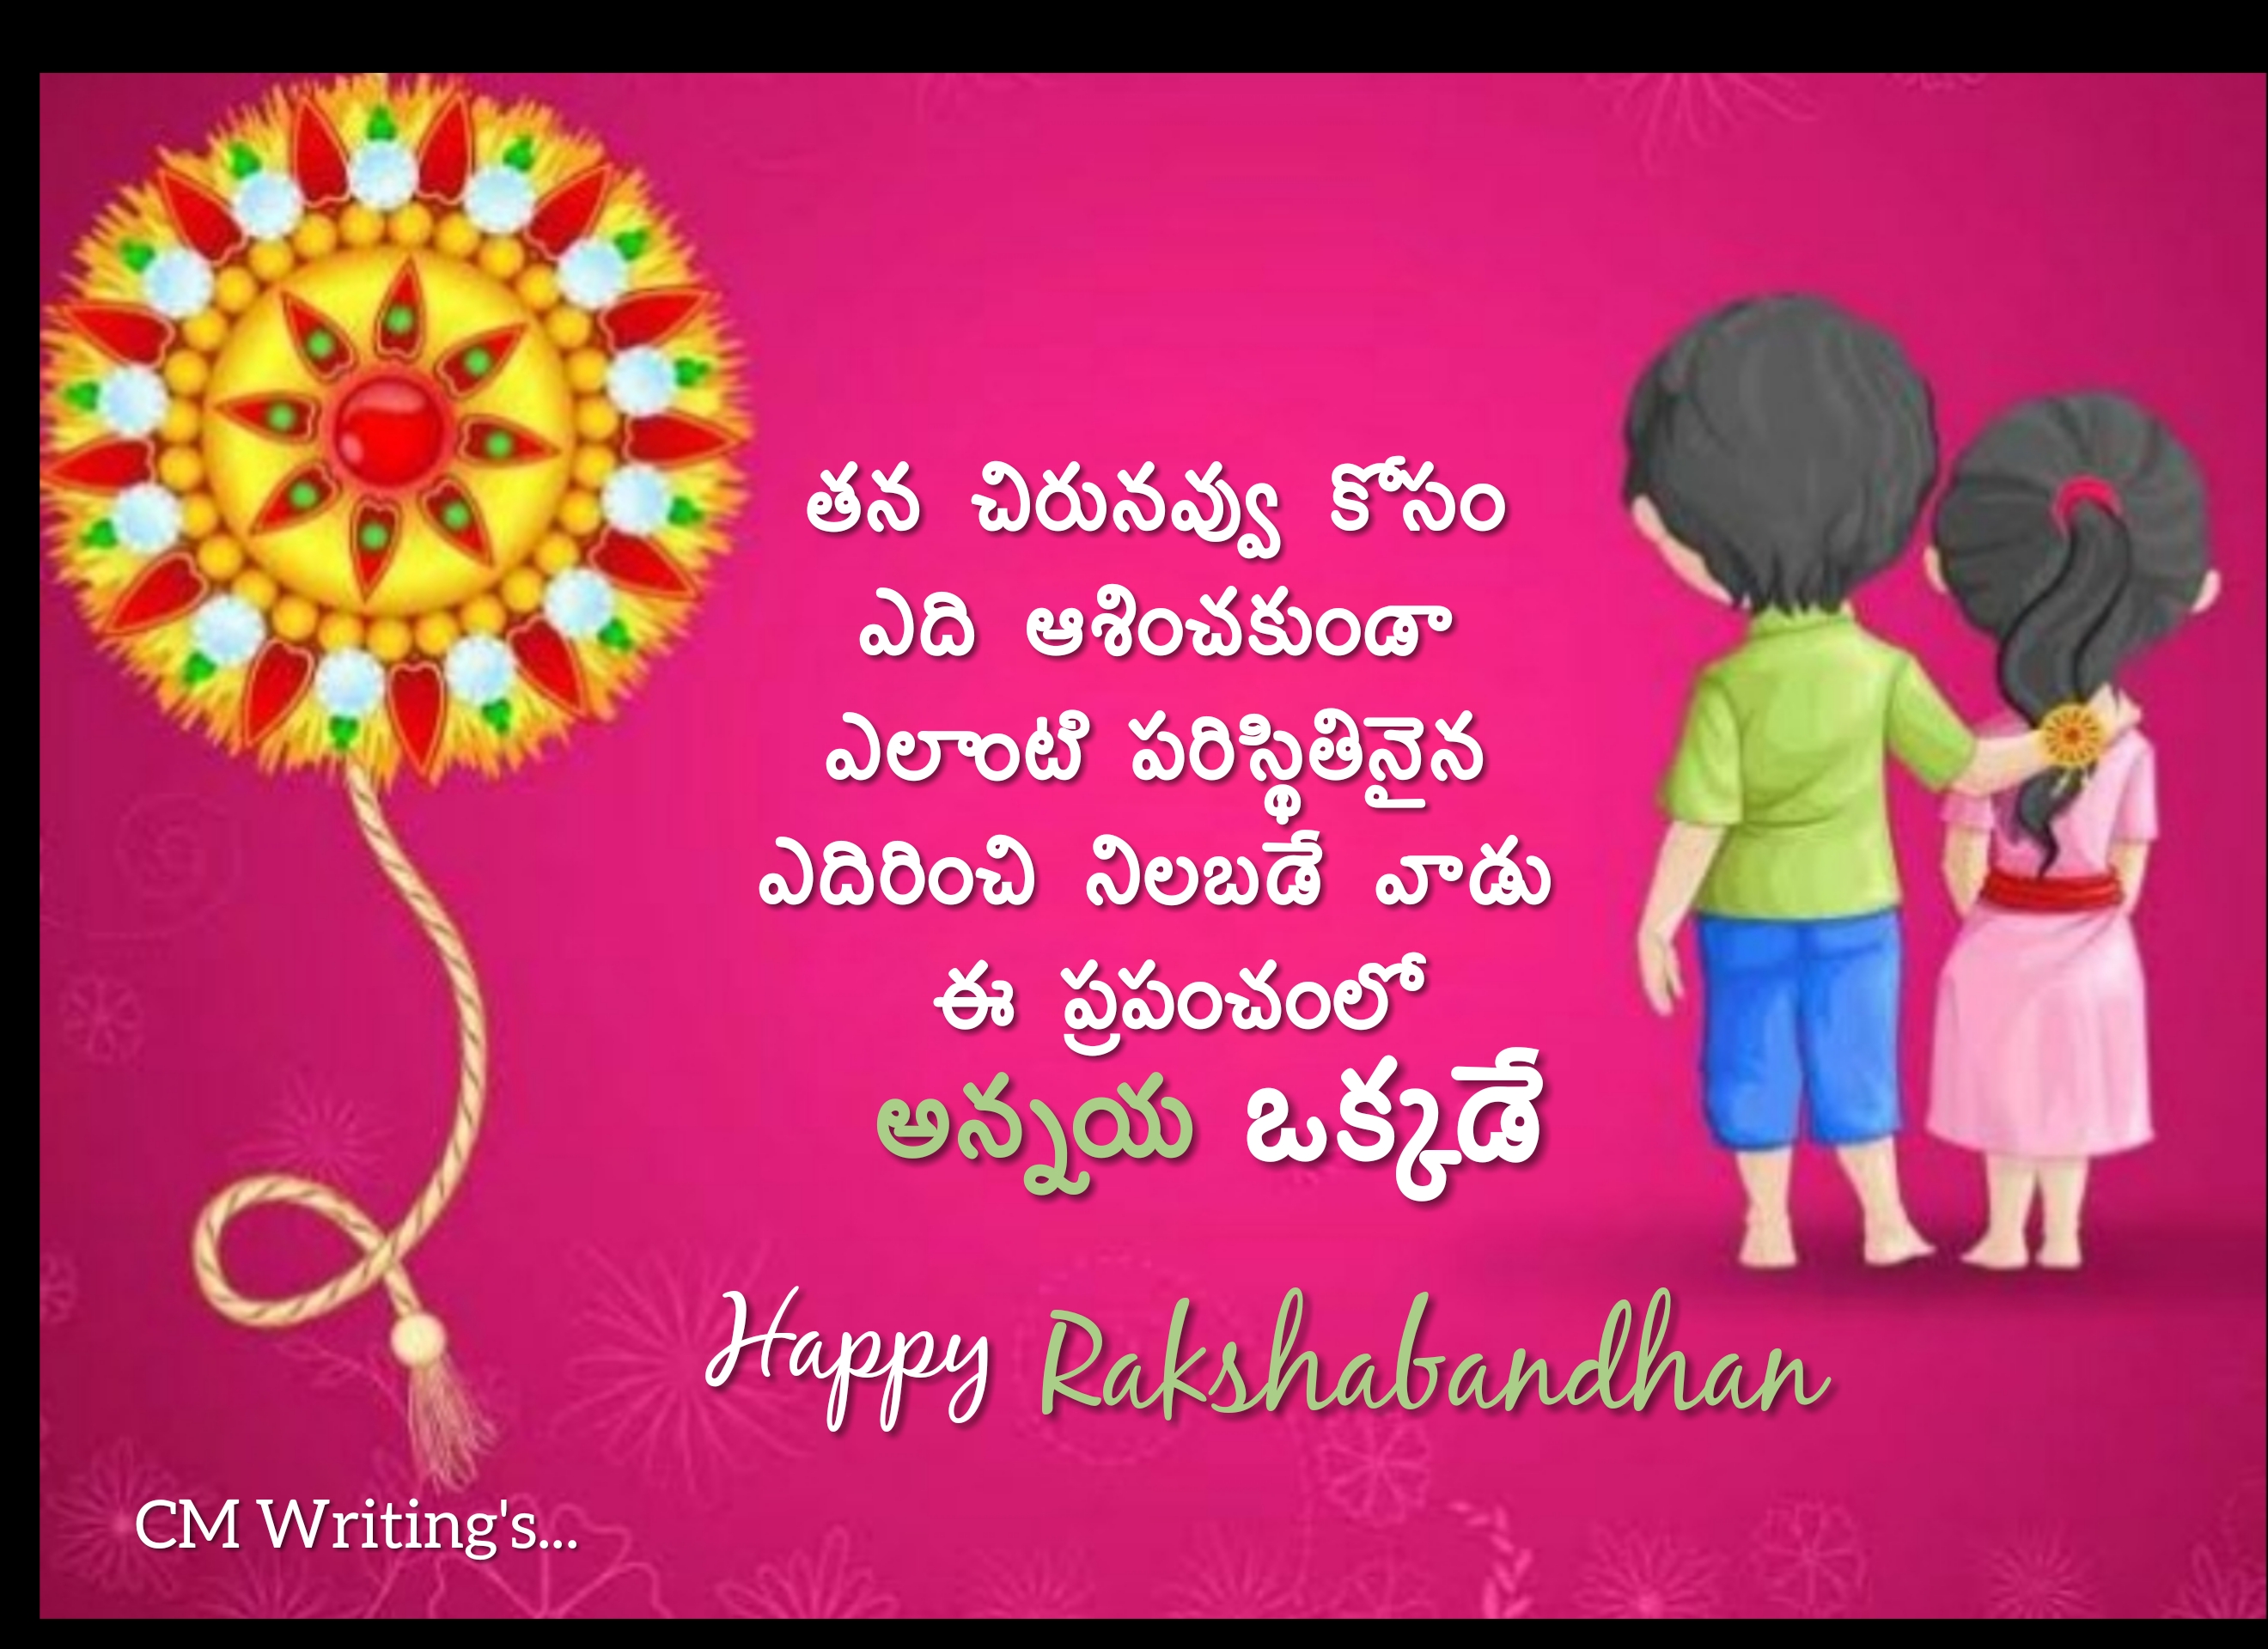 తన చిరునవ్వు కోసం
ఎది ఆశించకుండా
ఎలాంటి పరిస్థితినైన
ఎదిరించి నిలబడే వాడు
ఈ ప్రపంచంలో
అన్నయ ఒక్కడే
Happy Rakshabandhan
CM Writing's...